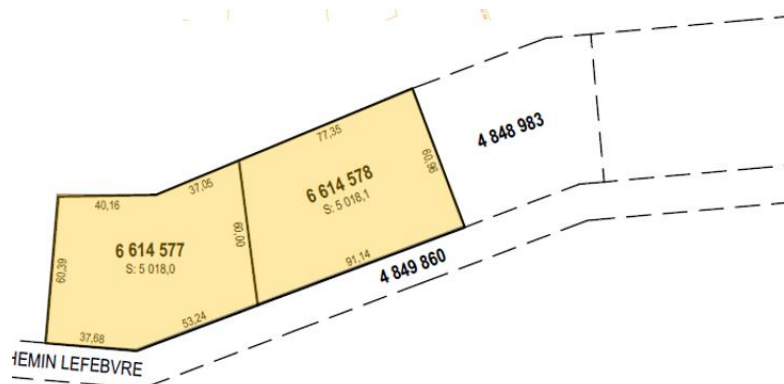 77,35
4 848 983
37,05
60,96
6 614 578
S: 5 018,1
40,16
60,00
6 614 577
S: 5 018,0
60,39
91,14
4 849 860
53,24
37,68
HEMIN LEFEBVRE